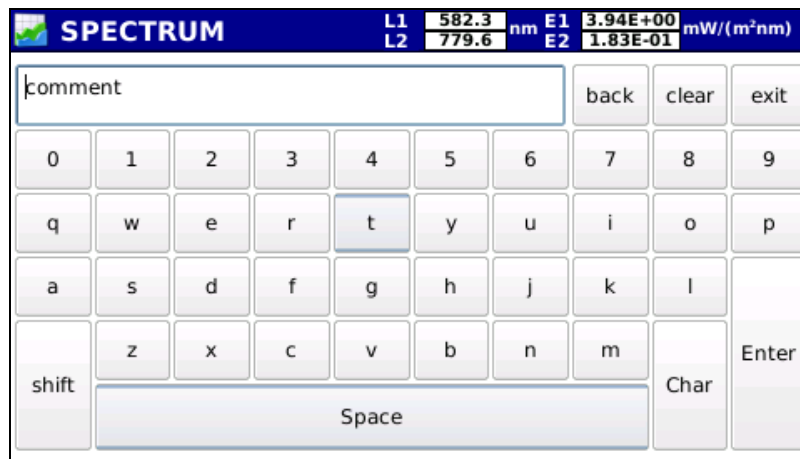 SPECTRUM L1 582.3 nm E1 3.94E+00 mW/(m²nm)
L2 779.6 E2 1.83E-01
comment back clear exit
0 1 2 3 4 5 6 7 8 9
q w e r t y u i o p
a s d f g h j k l
z x c v b n m Enter
shift Char
Space